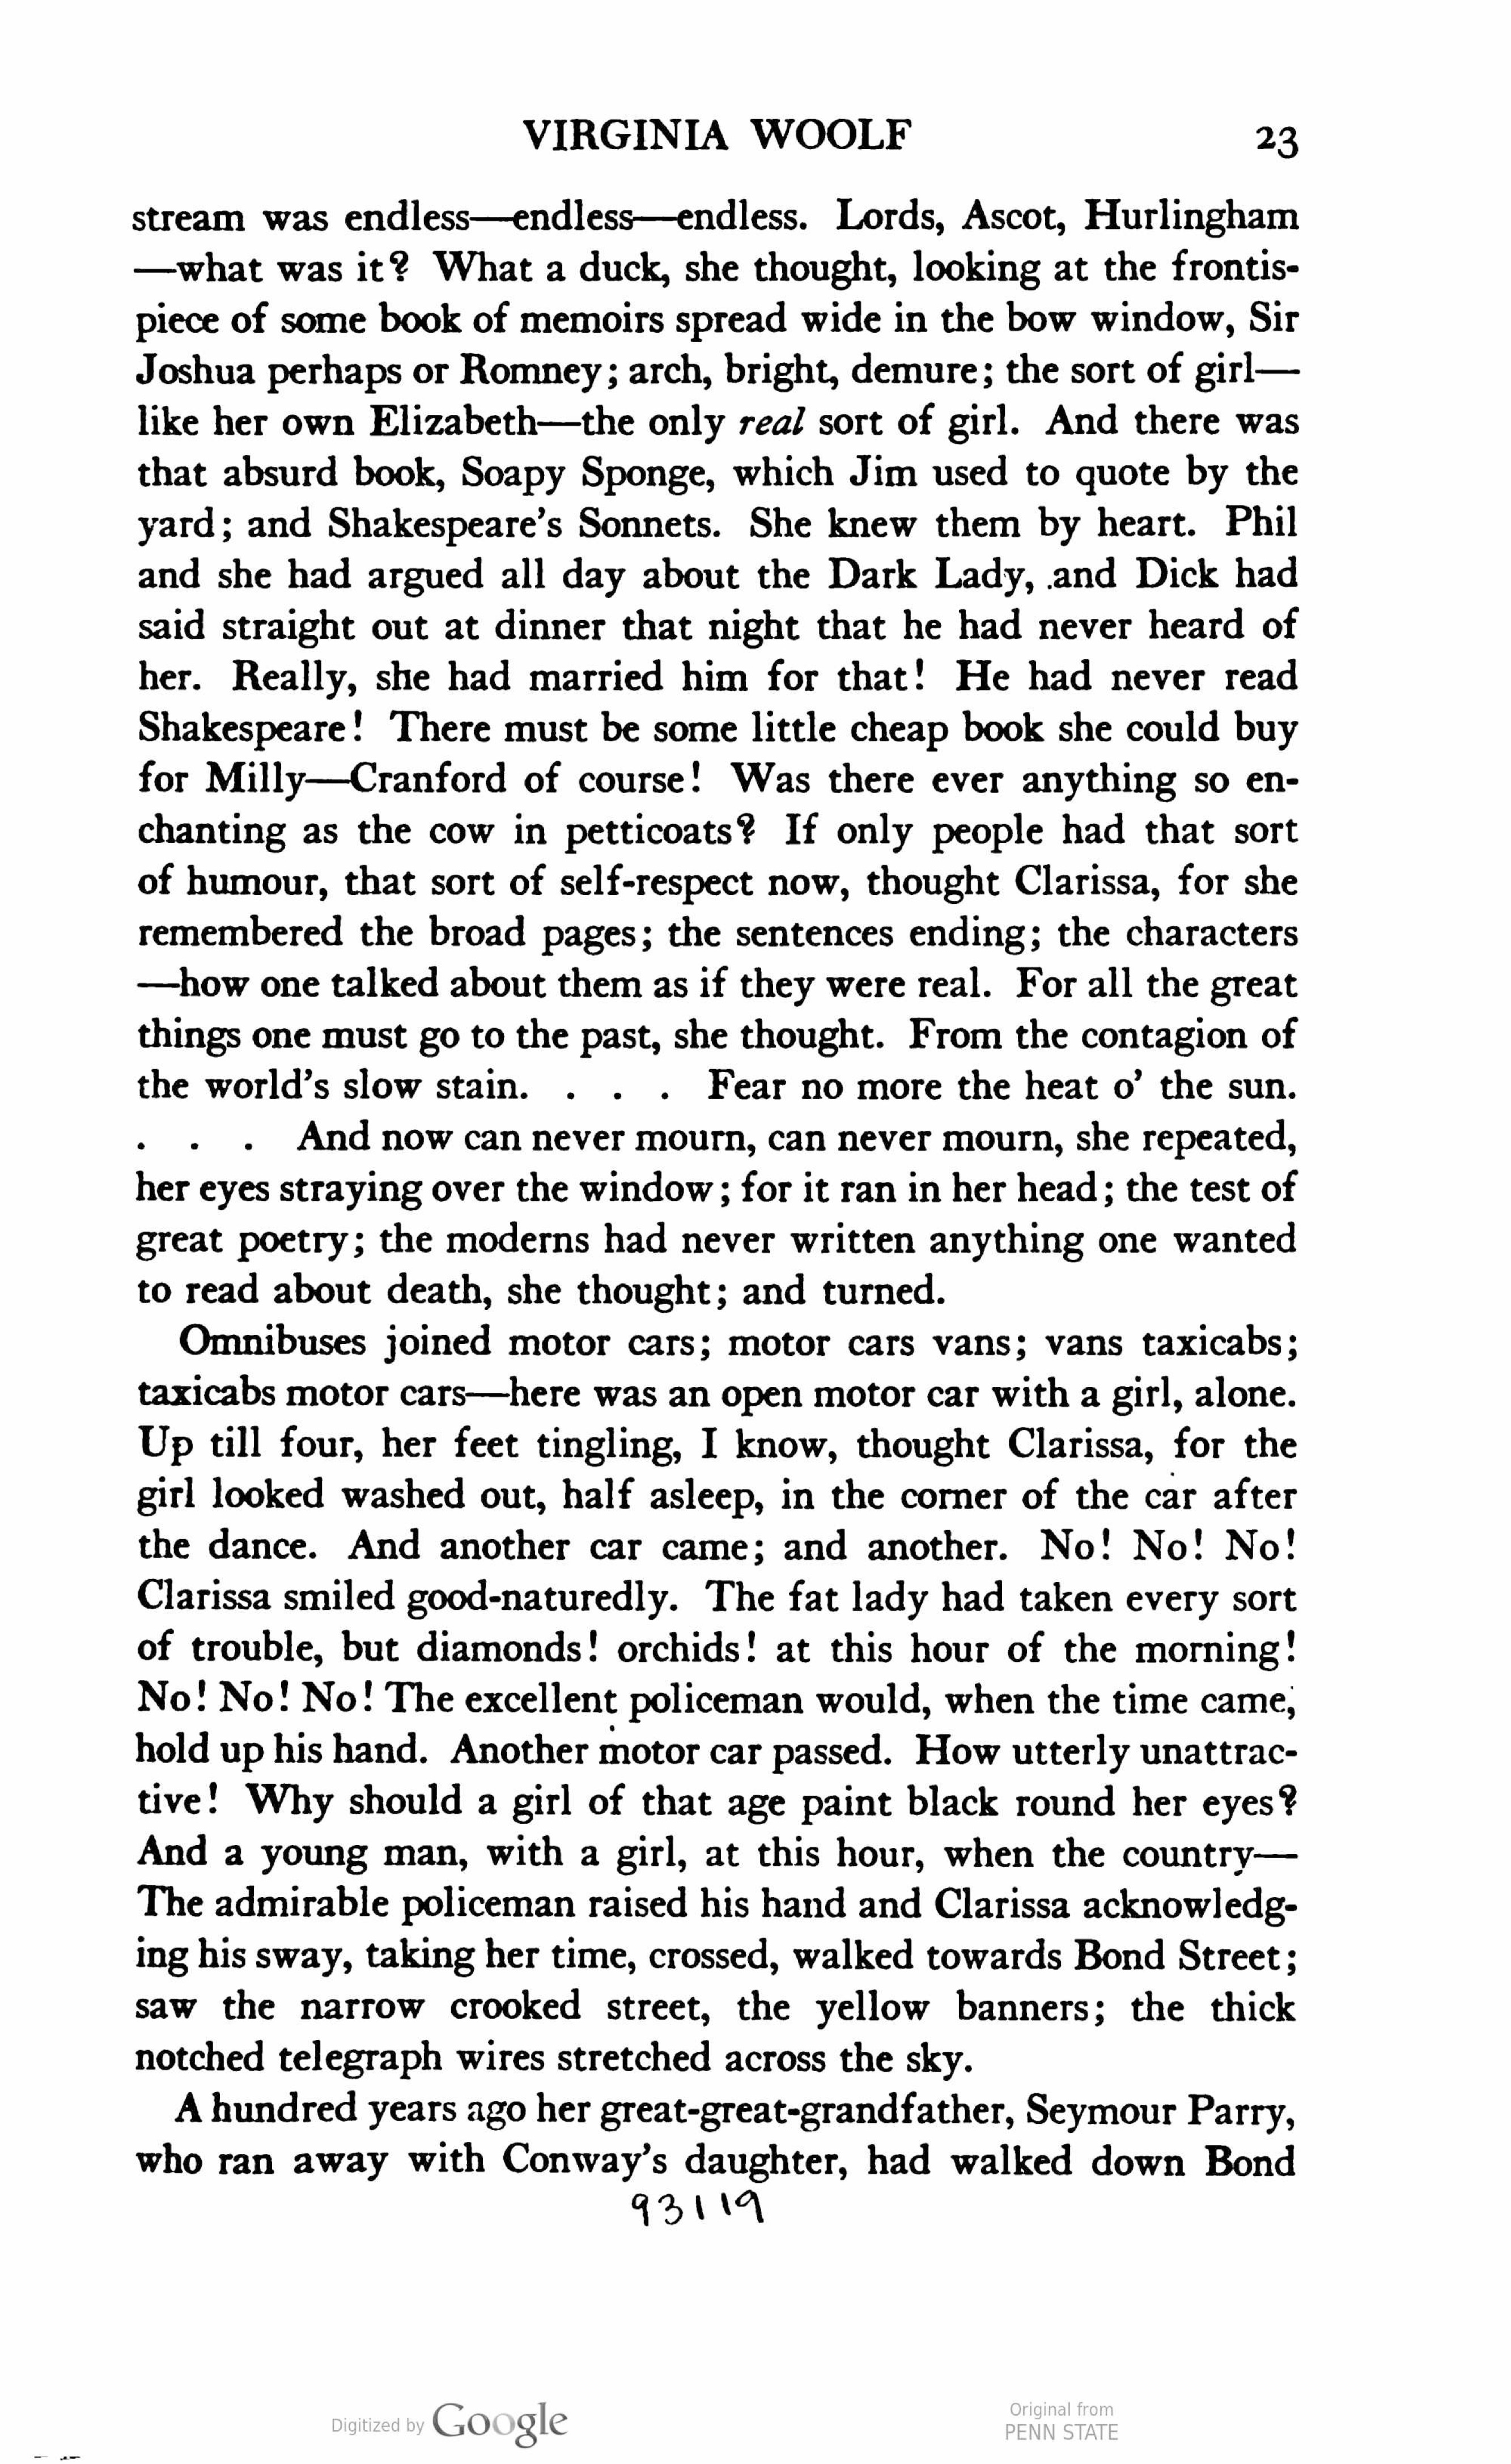 VIRGINIA WOOLF 23
stream was endless—endless—endless. Lords, Ascot, Hurlingham
—what was it? What a duck, she thought, looking at the frontis-
piece of some book of memoirs spread wide in the bow window, Sir
Joshua perhaps or Romney; arch, bright, demure; the sort of girl—
like her own Elizabeth—the only real sort of girl. And there was
that absurd book, Soapy Sponge, which Jim used to quote by the
yard; and Shakespeare's Sonnets. She knew them by heart. Phil
and she had argued all day about the Dark Lady, and Dick had
said straight out at dinner that night that he had never heard of
her. Really, she had married him for that! He had never read
Shakespeare! There must be some little cheap book she could buy
for Milly—Cranford of course! Was there ever anything so en-
chanting as the cow in petticoats? If only people had that sort
of humour, that sort of self-respect now, thought Clarissa, for she
remembered the broad pages; the sentences ending; the characters
—how one talked about them as if they were real. For all the great
things one must go to the past, she thought. From the contagion of
the world's slow stain. . . . Fear no more the heat o' the sun.
. . . And now can never mourn, can never mourn, she repeated,
her eyes straying over the window; for it ran in her head; the test of
great poetry; the moderns had never written anything one wanted
to read about death, she thought; and turned.
Omnibuses joined motor cars; motor cars vans; vans taxicabs;
taxicabs motor cars—here was an open motor car with a girl, alone.
Up till four, her feet tingling, I know, thought Clarissa, for the
girl looked washed out, half asleep, in the corner of the car after
the dance. And another car came; and another. No! No! No!
Clarissa smiled good-naturedly. The fat lady had taken every sort
of trouble, but diamonds! orchids! at this hour of the morning!
No! No! No! The excellent policeman would, when the time came,
hold up his hand. Another motor car passed. How utterly unattrac-
tive! Why should a girl of that age paint black round her eyes?
And a young man, with a girl, at this hour, when the country—
The admirable policeman raised his hand and Clarissa acknowledg-
ing his sway, taking her time, crossed, walked towards Bond Street;
saw the narrow crooked street, the yellow banners; the thick
notched telegraph wires stretched across the sky.
A hundred years ago her great-great-grandfather, Seymour Parry,
who ran away with Conway's daughter, had walked down Bond
93119
Digitized by Google
Original from
PENN STATE